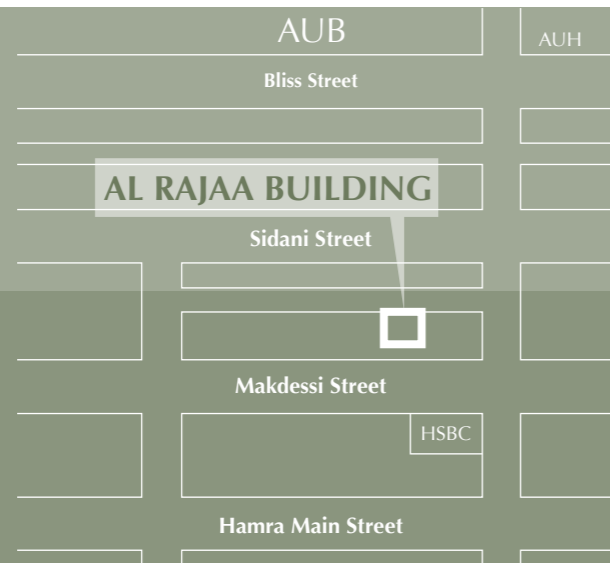 AUB
AUH
Bliss Street
AL RAJAA BUILDING
Sidani Street
Makdessi Street
HSBC
Hamra Main Street